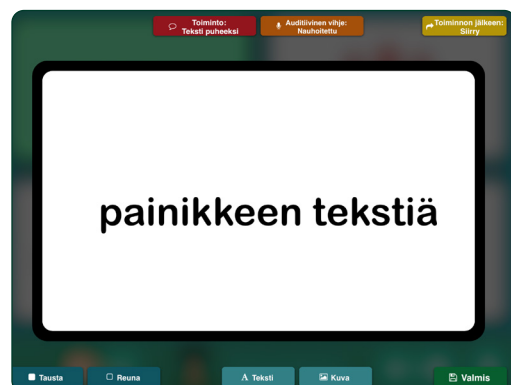 Toiminto:
Teksti puheeksi
Auditiivinen vihje:
Nauhoitettu
Toiminnon jälkeen:
Siirry
painikkeen tekstiä
Tausta
Reuna
A Teksti
Kuva
Valmis